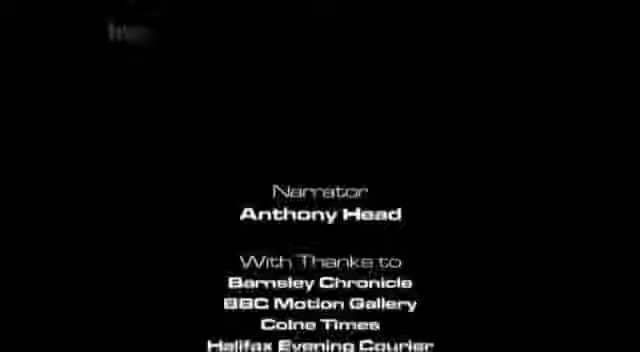 Narrator
Anthony Head
With Thanks to
Barnsley Chronicle
BBC Motion Gallery
Colne Times
Halifax Evening Courier